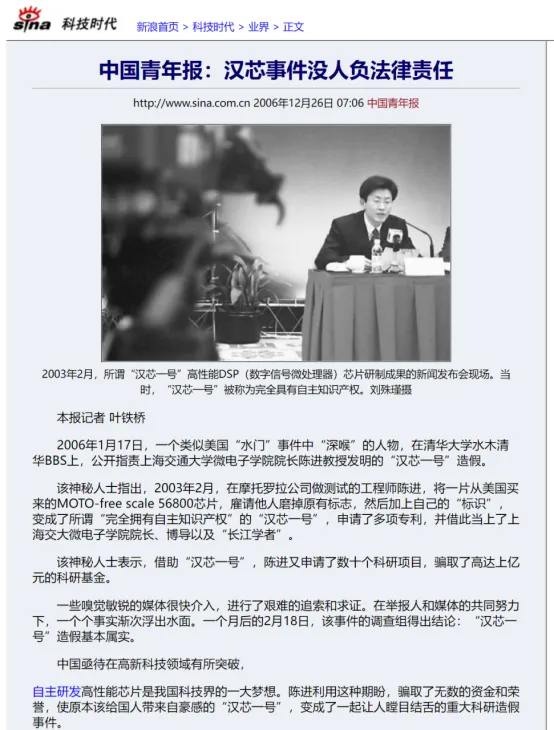 sina 科技时代 新浪首页 > 科技时代 > 业界 > 正文
中国青年报：汉芯事件没人负法律责任
http://www.sina.com.cn 2006年12月26日 07:06 中国青年报
2003年2月，所谓“汉芯一号”高性能DSP（数字信号微处理器）芯片研制成果的新闻发布会现场。当
时，“汉芯一号”被称为完全具有自主知识产权。刘殊瑾摄
本报记者 叶铁桥
2006年1月17日，一个类似美国“水门”事件中“深喉”的人物，在清华大学水木清
华BBS上，公开指责上海交通大学微电子学院院长陈进教授发明的“汉芯一号”造假。
该神秘人士指出，2003年2月，在摩托罗拉公司做测试的工程师陈进，将一片从美国买
来的MOTO-free scale 56800芯片，雇请他人磨掉原有标志，然后加上自己的“标识”，
变成了所谓“完全拥有自主知识产权”的“汉芯一号”，申请了多项专利，并借此当上了上
海交大微电子学院院长、博导以及“长江学者”。
该神秘人士表示，借助“汉芯一号”，陈进又申请了数十个科研项目，骗取了高达上亿
元的科研基金。
一些嗅觉敏锐的媒体很快介入，进行了艰难的追索和求证。在举报人和媒体的共同努力
下，一个个事实渐次浮出水面。一个月后的2月18日，该事件的调查组得出结论：“汉芯一
号”造假基本属实。
中国亟待在高新科技领域有所突破，
自主研发高性能芯片是我国科技界的一大梦想。陈进利用这种期盼，骗取了无数的资金和荣
誉，使原本该给国人带来自豪感的“汉芯一号”，变成了一起让人瞠目结舌的重大科研造假
事件。